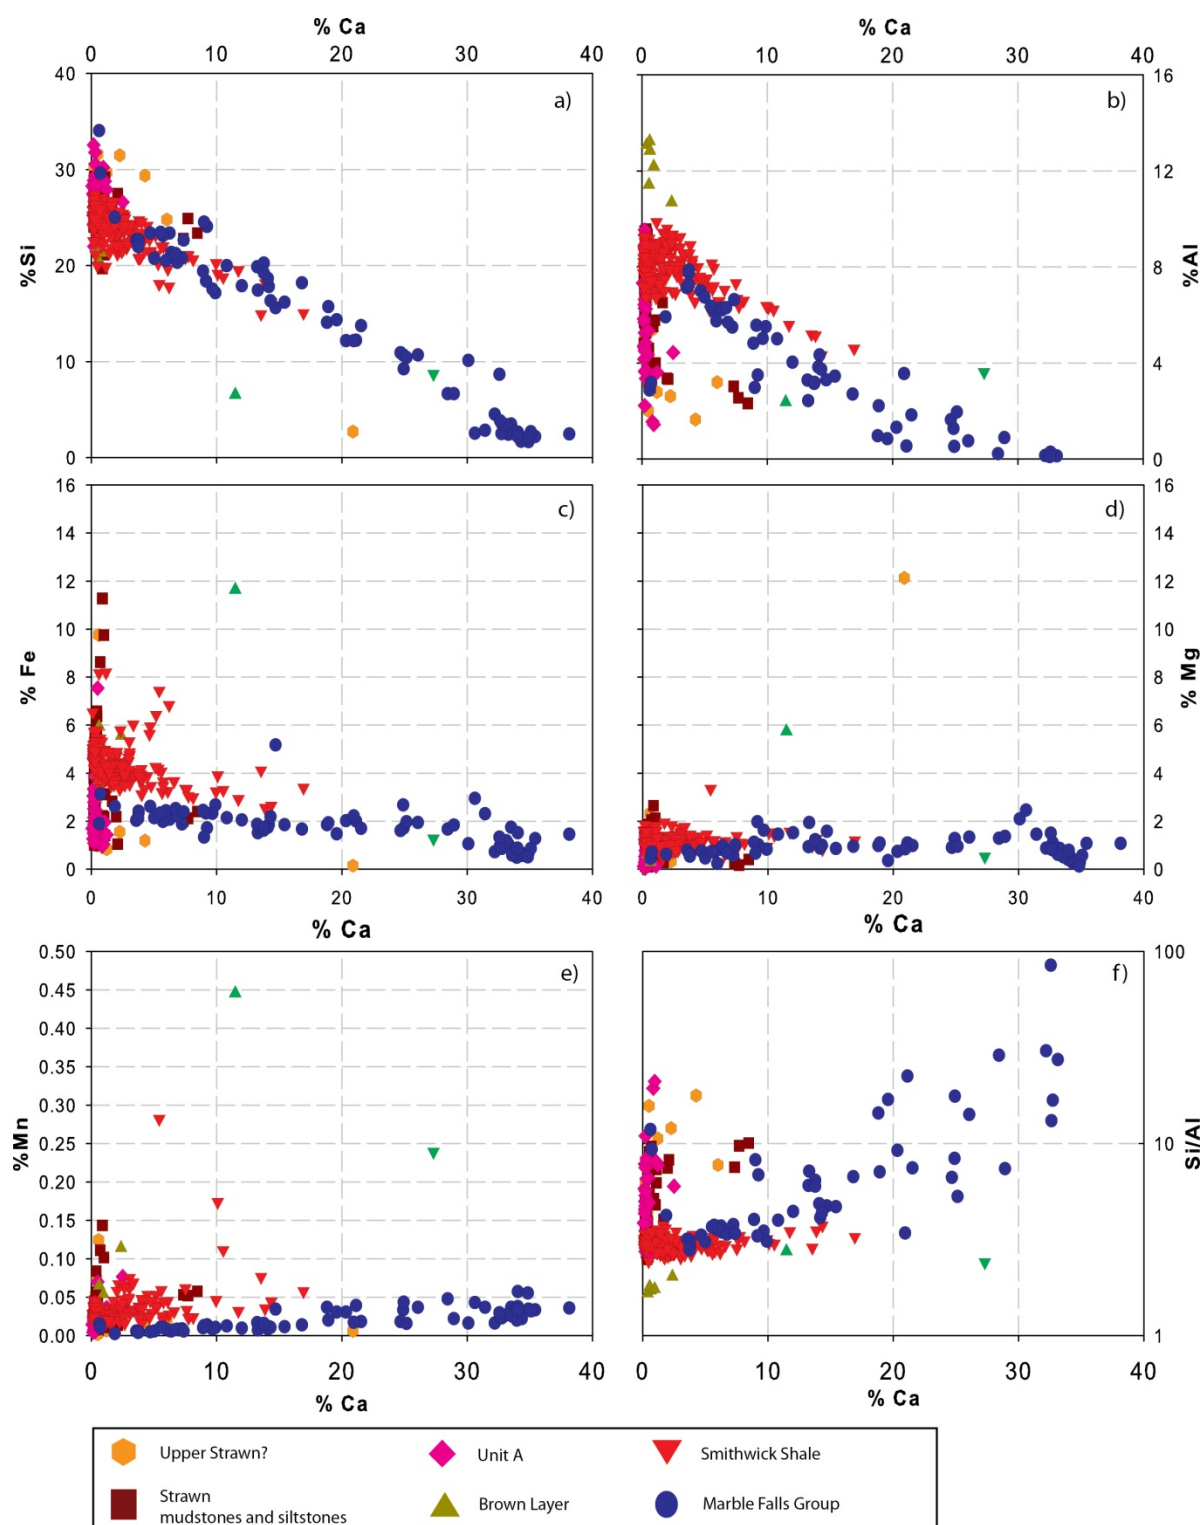 % Ca
% Ca
0 10 20 30 40
0 10 20 30 40
40
30
20
10
0
%Si
a)
b)
16
12
8
4
0
%Al
16
14
12
10
8
6
4
2
0
% Fe
c)
d)
16
14
12
10
8
6
4
2
0
% Mg
0 10 20 30 40
0 10 20 30 40
% Ca
% Ca
0.50
0.45
0.40
0.35
0.30
0.25
0.20
0.15
0.10
0.05
0.00
%Mn
e)
f)
100
10
1
Si/Al
0 10 20 30 40
0 10 20 30 40
% Ca
% Ca
Upper Strawn?
Unit A
Smithwick Shale
Strawn
mudstones and siltstones
Brown Layer
Marble Falls Group